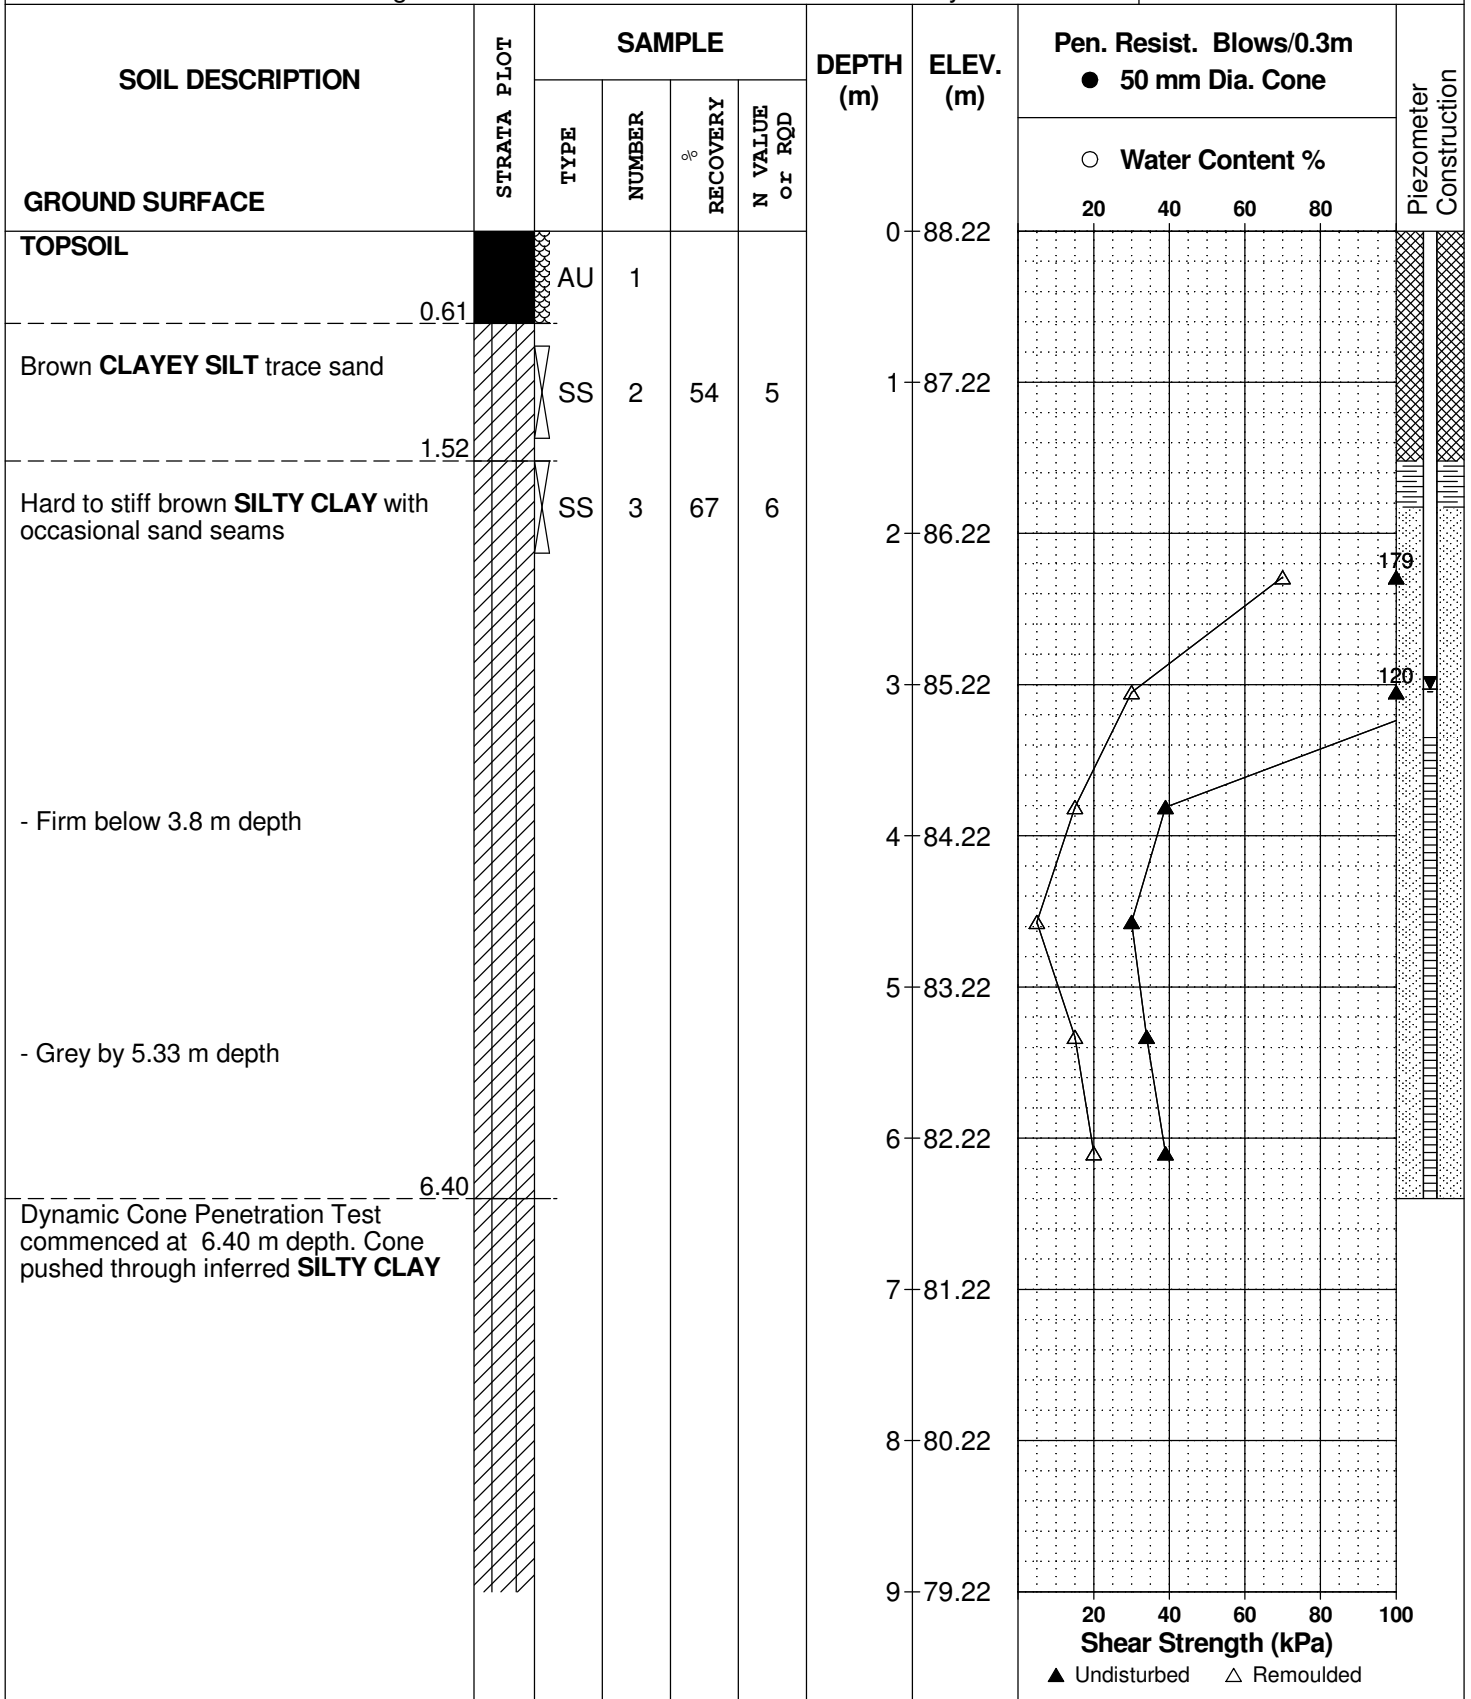 SOIL DESCRIPTION
GROUND SURFACE
STRATA PLOT
SAMPLE
TYPE
NUMBER
%
RECOVERY
N VALUE
or RQD
DEPTH
(m)
ELEV.
(m)
Pen. Resist. Blows/0.3m
● 50 mm Dia. Cone
○ Water Content %
20 40 60 80
Piezometer
Construction
0 88.22
TOPSOIL
AU 1
0.61
Brown CLAYEY SILT trace sand
SS 2 54 5
1 87.22
1.52
Hard to stiff brown SILTY CLAY with
occasional sand seams
SS 3 67 6
2 86.22
179
3 85.22
120
- Firm below 3.8 m depth
4 84.22
5 83.22
- Grey by 5.33 m depth
6 82.22
6.40
Dynamic Cone Penetration Test
commenced at 6.40 m depth. Cone
pushed through inferred SILTY CLAY
7 81.22
8 80.22
9 79.22
20 40 60 80 100
Shear Strength (kPa)
▲ Undisturbed △ Remoulded